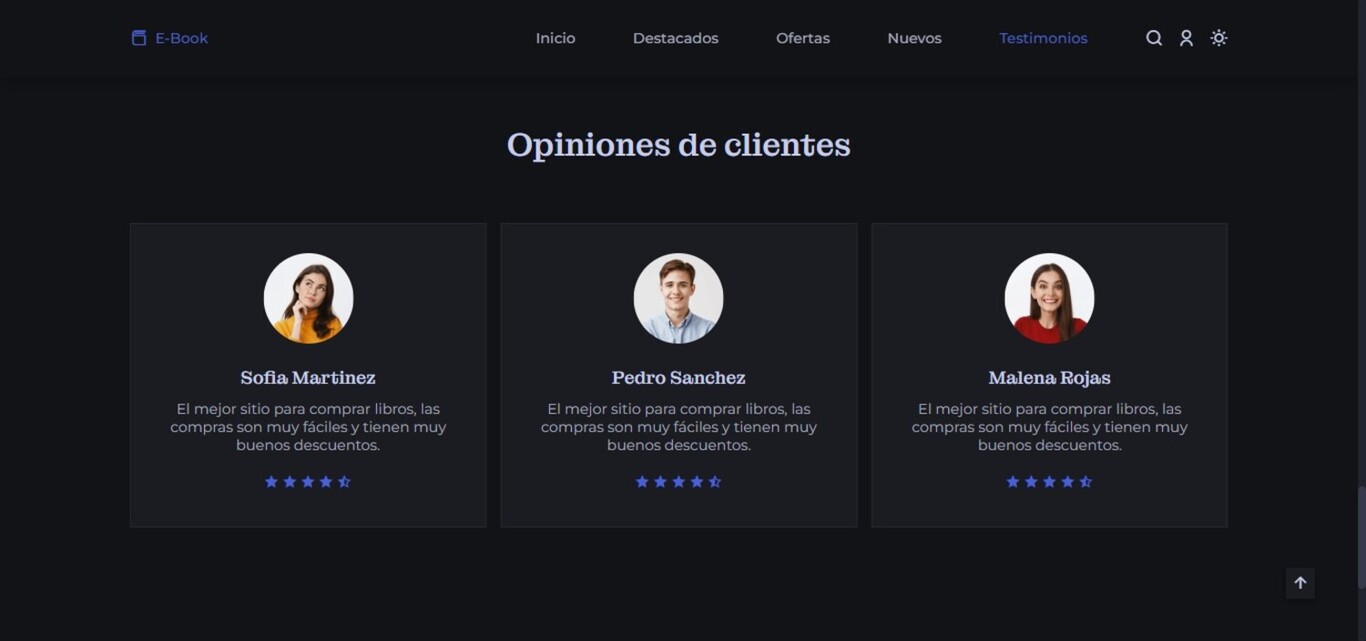 E-Book
Inicio Destacados Ofertas Nuevos Testimonios
Opiniones de clientes
Sofia Martinez
El mejor sitio para comprar libros, las
compras son muy fáciles y tienen muy
buenos descuentos.
Pedro Sanchez
El mejor sitio para comprar libros, las
compras son muy fáciles y tienen muy
buenos descuentos.
Malena Rojas
El mejor sitio para comprar libros, las
compras son muy fáciles y tienen muy
buenos descuentos.